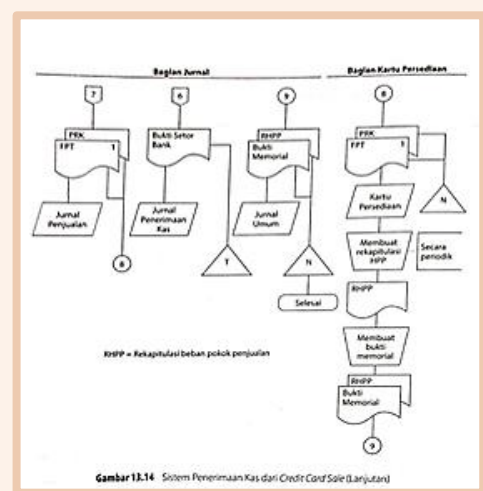 Bagian Jurnal
Bagian Kartu Persediaan
7
6
9
8
PRK
FPT 1
Bukti Setor
Bank
RHPP
Bukti
Memorial
PRK
FPT 1
Jurnal
Penjualan
Jurnal
Penerimaan
Kas
Jurnal
Umum
Kartu
Persediaan
N
8
T
N
Selesai
Membuat
rekapitulasi
HPP
Secara
periodik
RHPP
Membuat
bukti
memorial
RHPP
Bukti
Memorial
9
RHPP = Rekapitulasi beban pokok penjualan
Gambar 13.14 Sistem Penerimaan Kas dari Credit Card Sale (Lanjutan)